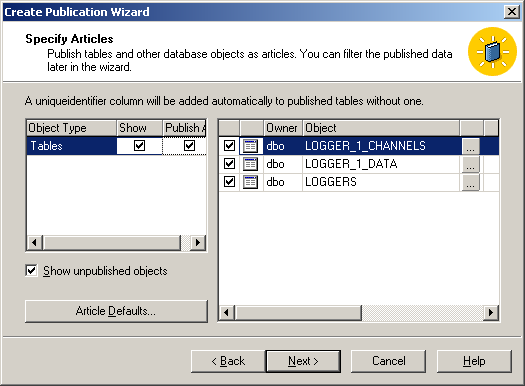 Create Publication Wizard
Specify Articles
Publish tables and other database objects as articles. You can filter the published data
later in the wizard.
A uniqueidentifier column will be added automatically to published tables without one.
Object Type Show Publish A
Tables
Owner Object
dbo LOGGER_1_CHANNELS ...
dbo LOGGER_1_DATA ...
dbo LOGGERS ...
Show unpublished objects
Article Defaults...
< Back
Next >
Cancel
Help